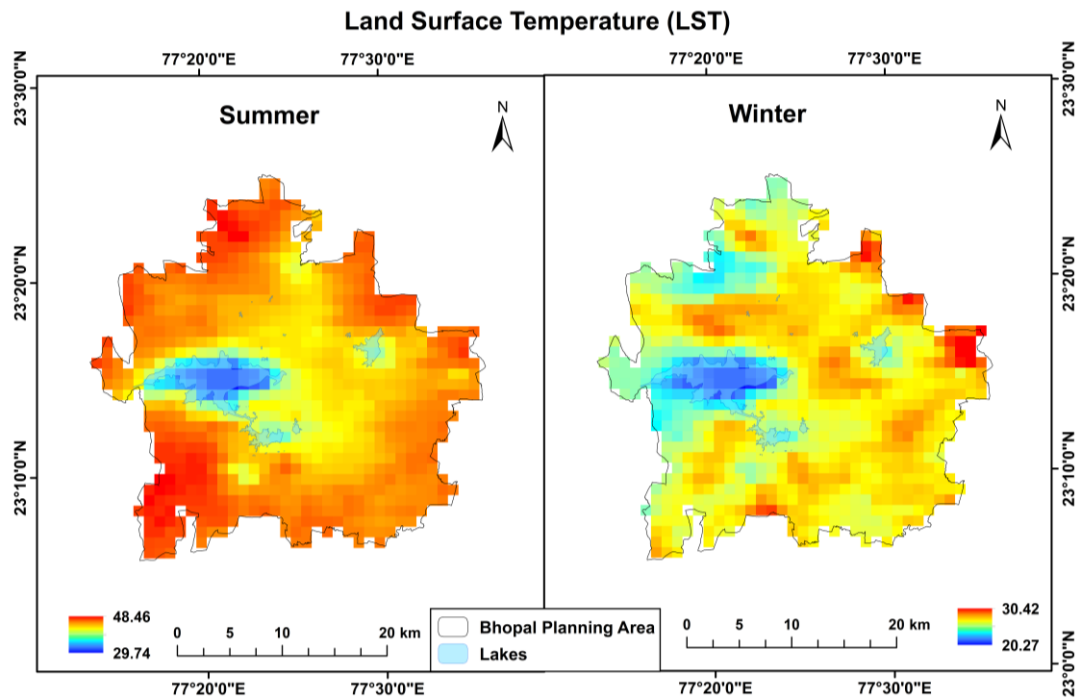 Land Surface Temperature (LST)
77°20'0"E 77°30'0"E 77°20'0"E 77°30'0"E
23°30'0"N 23°20'0"N 23°10'0"N
Summer
N
Winter
N
23°30'0"N 23°20'0"N 23°10'0"N 23°0'0"N
48.46
29.74
0 5 10 20 km
Bhopal Planning Area
Lakes
0 5 10 20 km
30.42
20.27
77°20'0"E 77°30'0"E 77°20'0"E 77°30'0"E